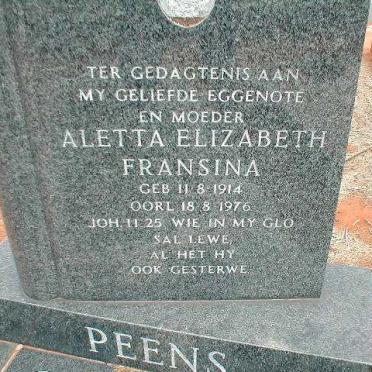 TER GEDAGTENIS AAN
MY GELIEFDE EGGENOTE
EN MOEDER
ALETTA ELIZABETH
FRANSINA
GEB 11·8·1914
OORL 18·8·1976
JOH. 11:25 WIE IN MY GLO
SAL LEWE,
AL HET HY
OOK GESTERWE
PEENS